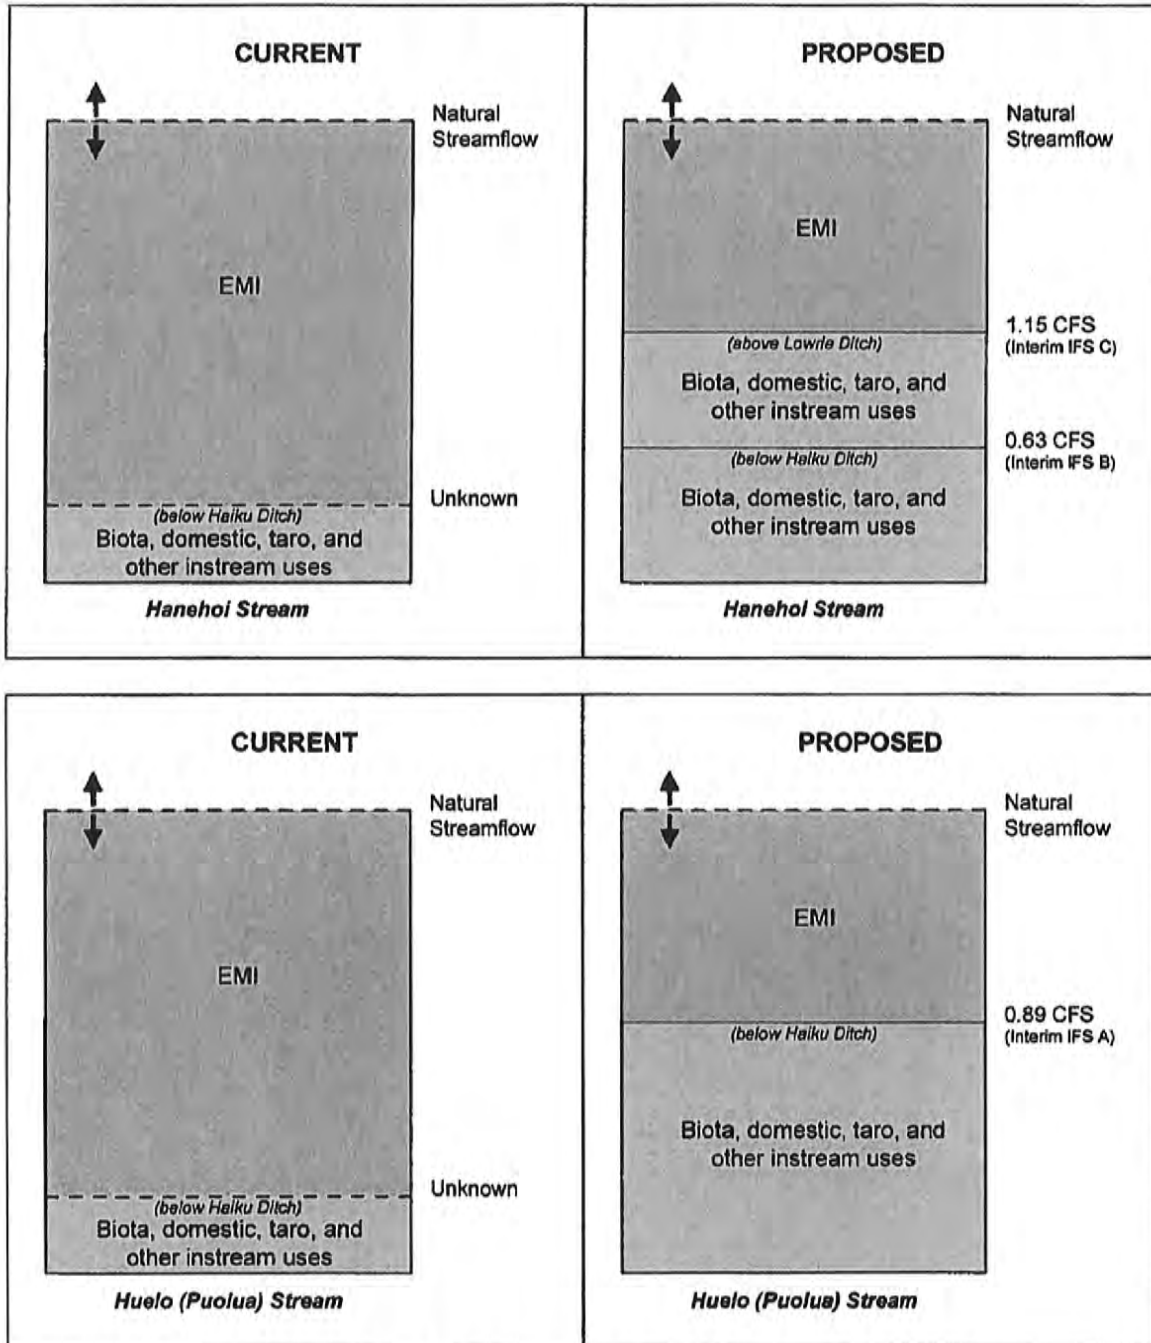 CURRENT
Natural
Streamflow
EMI
Unknown
(below Haiku Ditch)
Biota, domestic, taro, and
other instream uses
Hanehoi Stream
PROPOSED
Natural
Streamflow
EMI
1.15 CFS
(Interim IFS C)
(above Lowrie Ditch)
Biota, domestic, taro, and
other instream uses
0.63 CFS
(Interim IFS B)
(below Haiku Ditch)
Biota, domestic, taro, and
other instream uses
Hanehoi Stream
CURRENT
Natural
Streamflow
EMI
Unknown
(below Haiku Ditch)
Biota, domestic, taro, and
other instream uses
Huelo (Puolua) Stream
PROPOSED
Natural
Streamflow
EMI
0.89 CFS
(Interim IFS A)
(below Haiku Ditch)
Biota, domestic, taro, and
other instream uses
Huelo (Puolua) Stream